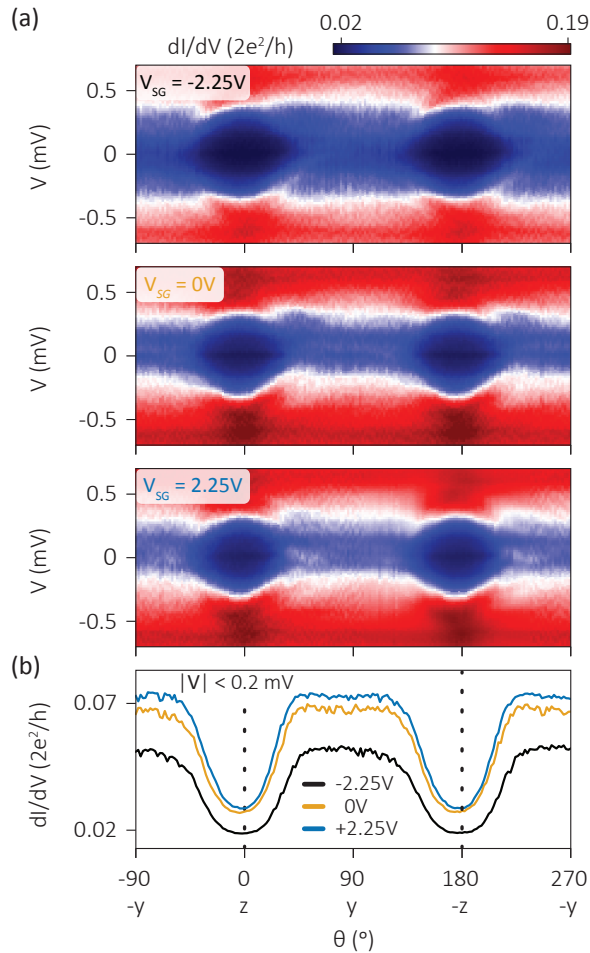 (a)
0.02
0.19
dI/dV (2e²/h)
V_SG = -2.25V
V (mV)
0.5
0
-0.5
V_SG = 0V
V (mV)
0.5
0
-0.5
V_SG = 2.25V
V (mV)
0.5
0
-0.5
(b)
|V| < 0.2 mV
dI/dV (2e²/h)
0.07
0.02
-2.25V
0V
+2.25V
-90 0 90 180 270
-y z y -z -y
θ (°)